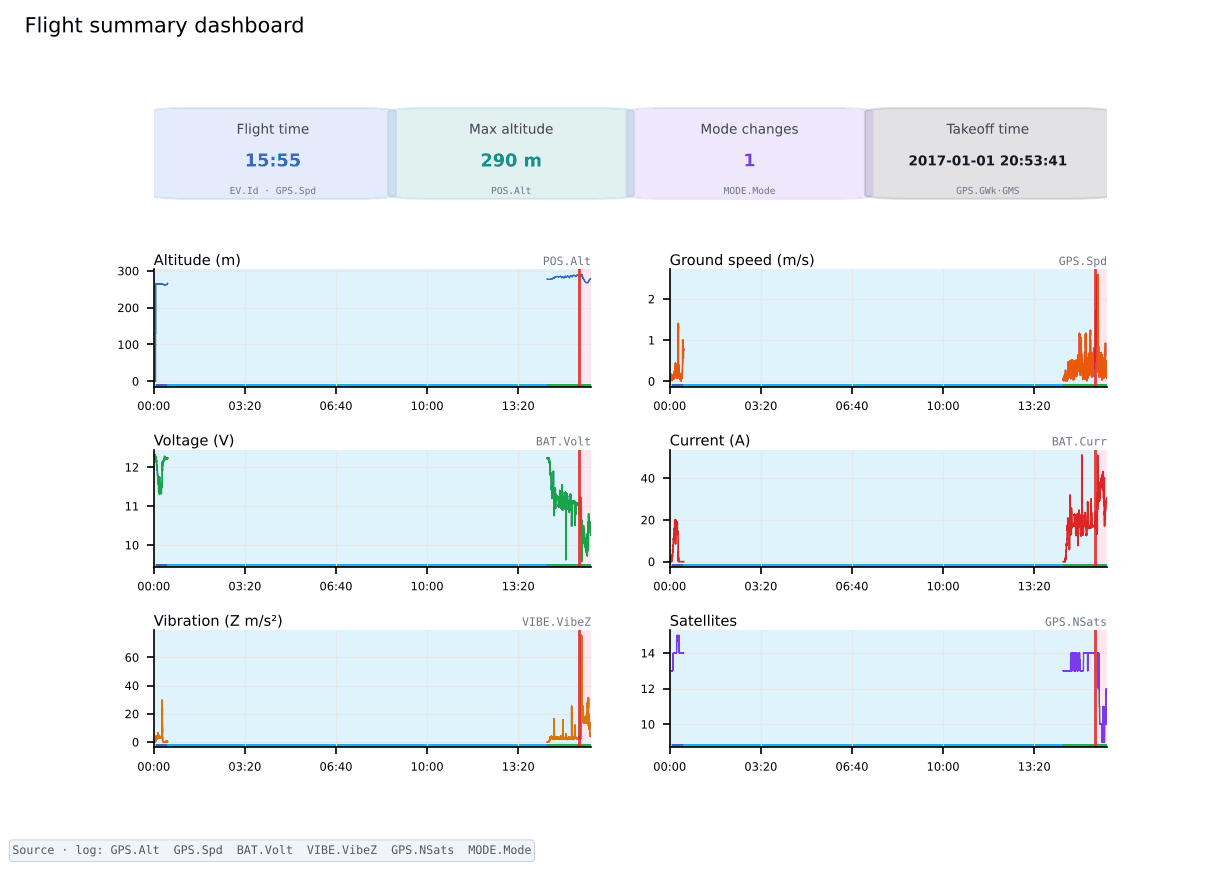 Flight summary dashboard
Flight time
15:55
EV.Id · GPS.Spd
Max altitude
290 m
POS.Alt
Mode changes
1
MODE.Mode
Takeoff time
2017-01-01 20:53:41
GPS.GWk·GMS
Altitude (m)
POS.Alt
300
200
100
0
00:00
03:20
06:40
10:00
13:20
Ground speed (m/s)
GPS.Spd
2
1
0
00:00
03:20
06:40
10:00
13:20
Voltage (V)
BAT.Volt
12
11
10
00:00
03:20
06:40
10:00
13:20
Current (A)
BAT.Curr
40
20
0
00:00
03:20
06:40
10:00
13:20
Vibration (Z m/s²)
VIBE.VibeZ
60
40
20
0
00:00
03:20
06:40
10:00
13:20
Satellites
GPS.NSats
14
12
10
00:00
03:20
06:40
10:00
13:20
Source · log: GPS.Alt GPS.Spd BAT.Volt VIBE.VibeZ GPS.NSats MODE.Mode